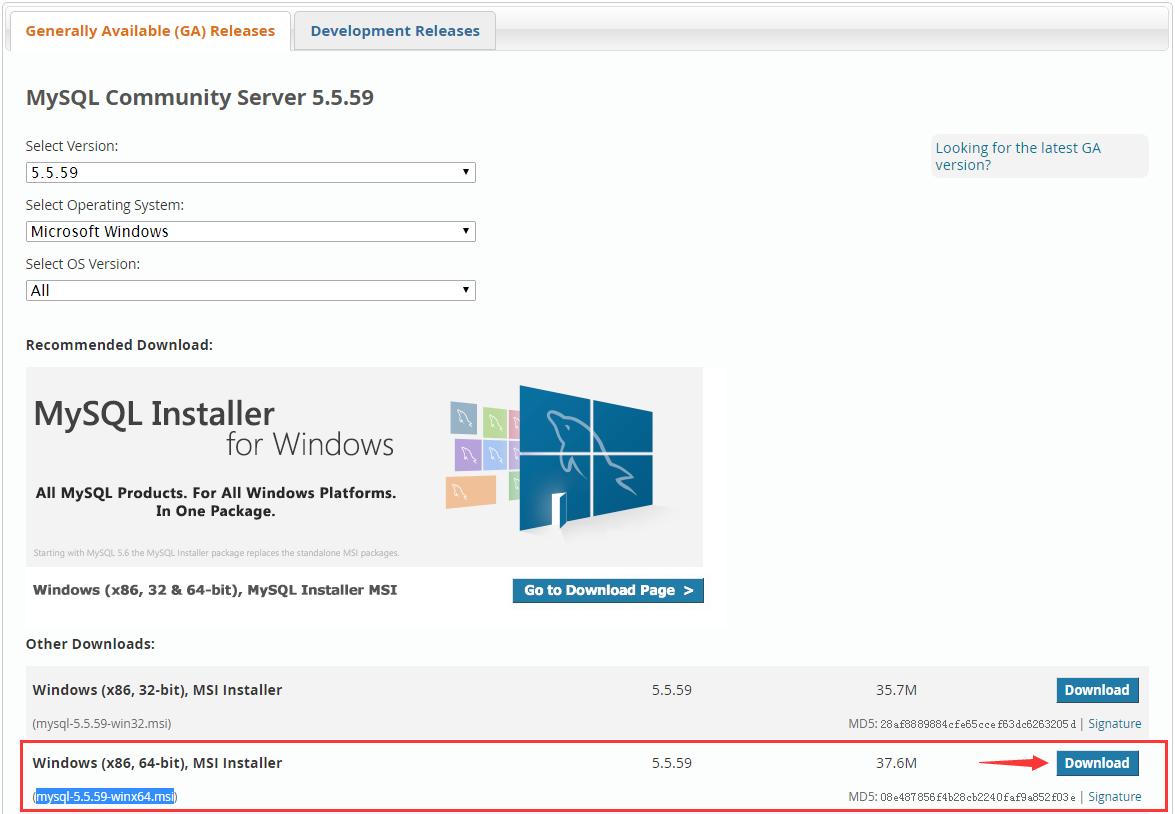 Generally Available (GA) Releases
Development Releases
MySQL Community Server 5.5.59
Select Version:
Looking for the latest GA
version?
5.5.59
Select Operating System:
Microsoft Windows
Select OS Version:
All
Recommended Download:
MySQL Installer
for Windows
All MySQL Products. For All Windows Platforms.
In One Package.
Starting with MySQL 5.6 the MySQL Installer package replaces the standalone MSI packages.
Windows (x86, 32 & 64-bit), MySQL Installer MSI
Go to Download Page >
Other Downloads:
Windows (x86, 32-bit), MSI Installer 5.5.59 35.7M Download
(mysql-5.5.59-win32.msi) MD5: 28af8889884cfe65ccef63dc6263205d | Signature
Windows (x86, 64-bit), MSI Installer 5.5.59 37.6M Download
(mysql-5.5.59-winx64.msi) MD5: 08e487856f4b28cb2240faf9a852f03e | Signature